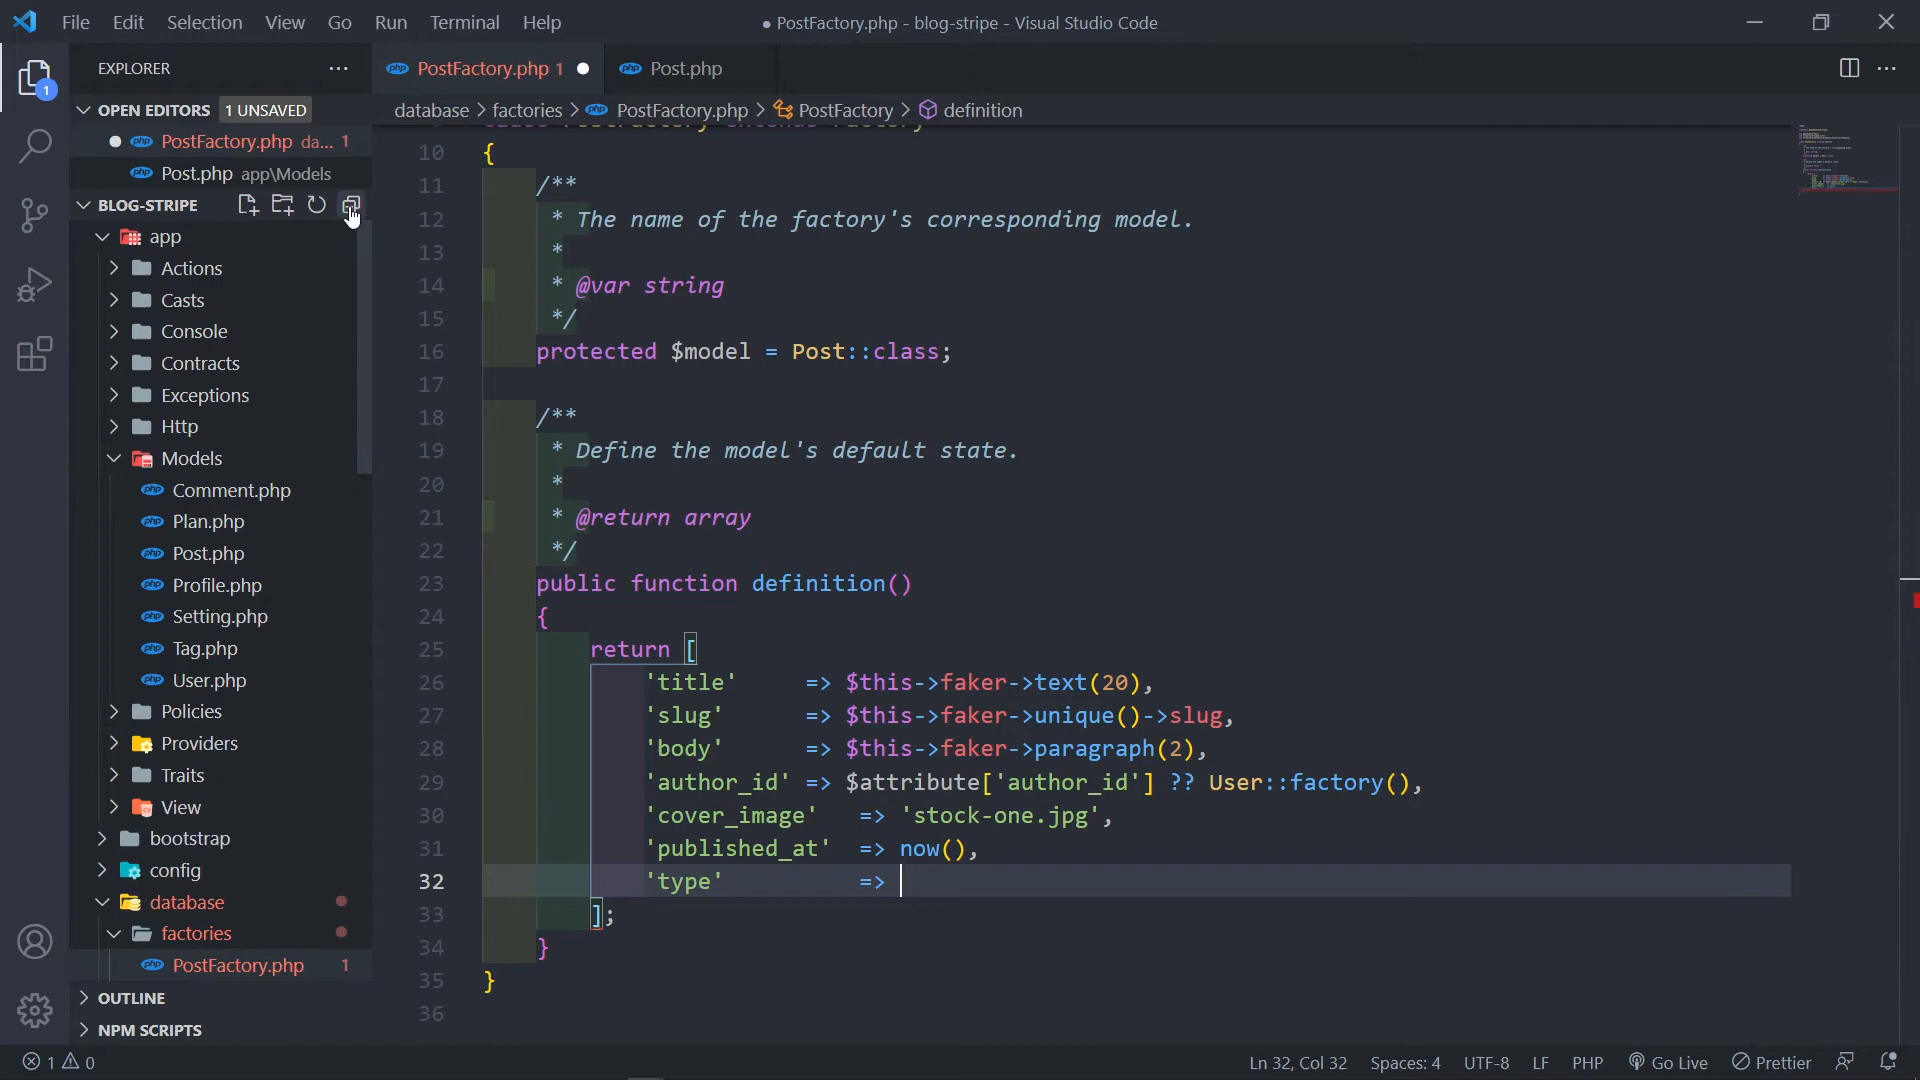 File Edit Selection View Go Run Terminal Help
● PostFactory.php - blog-stripe - Visual Studio Code
EXPLORER
PostFactory.php 1
Post.php
OPEN EDITORS 1 UNSAVED
database > factories > PostFactory.php > PostFactory > definition
PostFactory.php da... 1
Post.php app\Models
BLOG-STRIPE
app
Actions
Casts
Console
Contracts
Exceptions
Http
Models
Comment.php
Plan.php
Post.php
Profile.php
Setting.php
Tag.php
User.php
Policies
Providers
Traits
View
bootstrap
config
database
factories
PostFactory.php 1
OUTLINE
NPM SCRIPTS
class PostFactory extends Factory
10 {
11 /**
12 * The name of the factory's corresponding model.
13 *
14 * @var string
15 */
16 protected $model = Post::class;
17
18 /**
19 * Define the model's default state.
20 *
21 * @return array
22 */
23 public function definition()
24 {
25 return [
26 'title' => $this->faker->text(20),
27 'slug' => $this->faker->unique()->slug,
28 'body' => $this->faker->paragraph(2),
29 'author_id' => $attribute['author_id'] ?? User::factory(),
30 'cover_image' => 'stock-one.jpg',
31 'published_at' => now(),
32 'type' =>
33 ];
34 }
35 }
36
1 0
Ln 32, Col 32 Spaces: 4 UTF-8 LF PHP Go Live Prettier